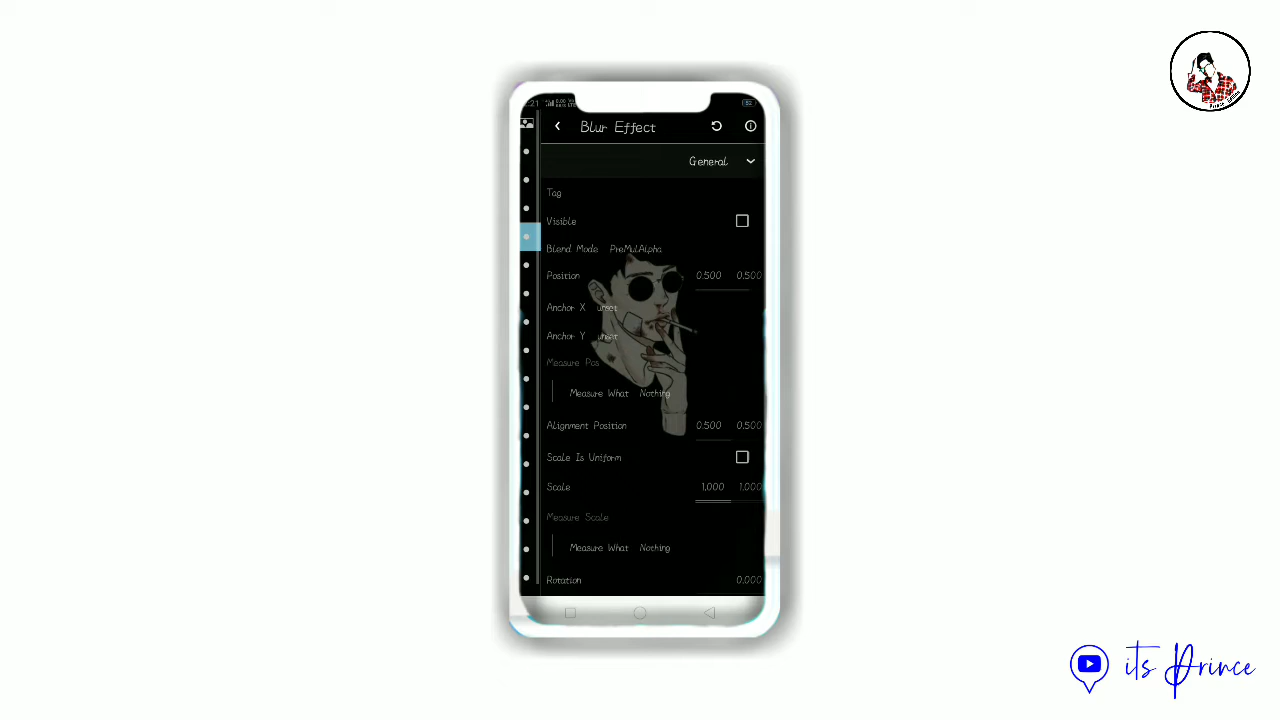 Blur Effect
General
Tag
Visible
Blend Mode PreMulAlpha
Position 0.500 0.500
Anchor X unset
Anchor Y unset
Measure Pos
Measure What Nothing
Alignment Position 0.500 0.500
Scale Is Uniform
Scale 1.000 1.000
Measure Scale
Measure What Nothing
Rotation 0.000
its Prince